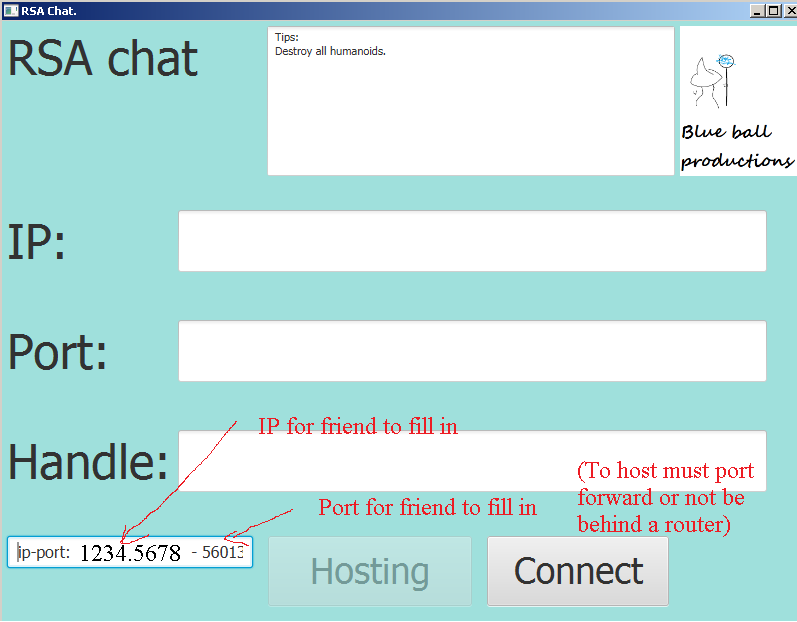 RSA Chat.
RSA chat
Tips:
Destroy all humanoids.
Blue ball
productions
IP:
Port:
IP for friend to fill in
Handle:
(To host must port
forward or not be
behind a router)
Port for friend to fill in
ip-port: 1234.5678 - 56013
Hosting
Connect